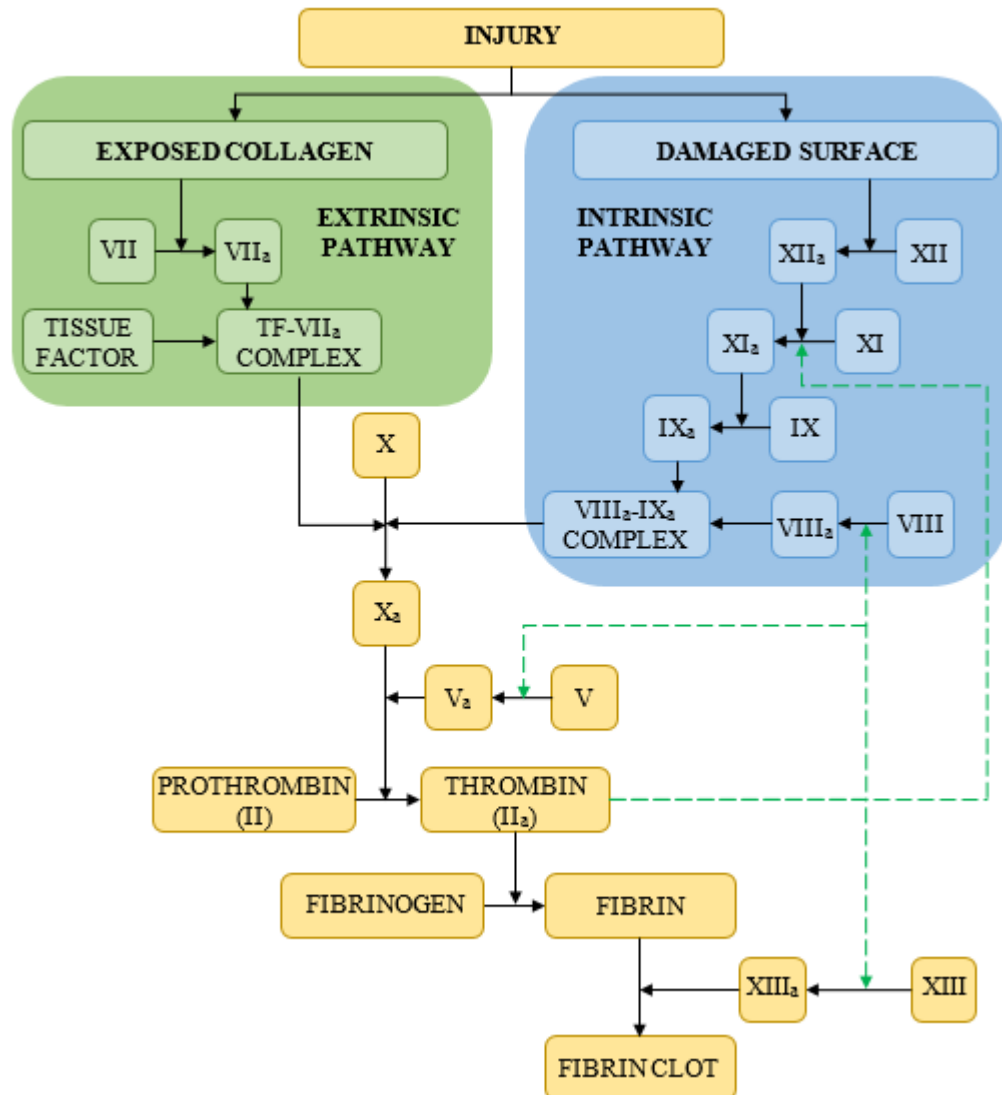 INJURY
EXPOSED COLLAGEN
DAMAGED SURFACE
EXTRINSIC
PATHWAY
INTRINSIC
PATHWAY
VII
VIIₐ
XIIₐ
XII
TISSUE
FACTOR
TF-VIIₐ
COMPLEX
XIₐ
XI
X
IXₐ
IX
VIIIₐ-IXₐ
COMPLEX
VIIIₐ
VIII
Xₐ
Vₐ
V
PROTHROMBIN
(II)
THROMBIN
(IIₐ)
FIBRINOGEN
FIBRIN
XIIIₐ
XIII
FIBRIN CLOT